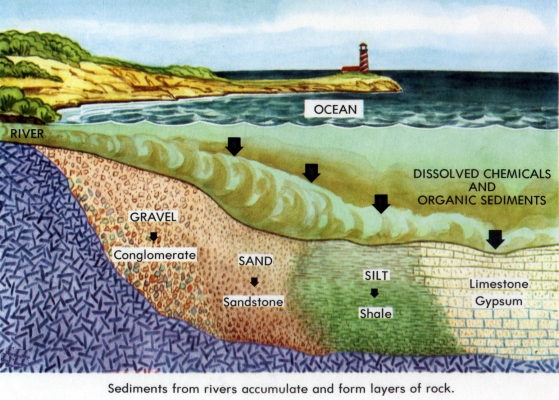 OCEAN
RIVER
DISSOLVED CHEMICALS
AND
ORGANIC SEDIMENTS
GRAVEL
Conglomerate
SAND
Sandstone
SILT
Shale
Limestone
Gypsum
Sediments from rivers accumulate and form layers of rock.